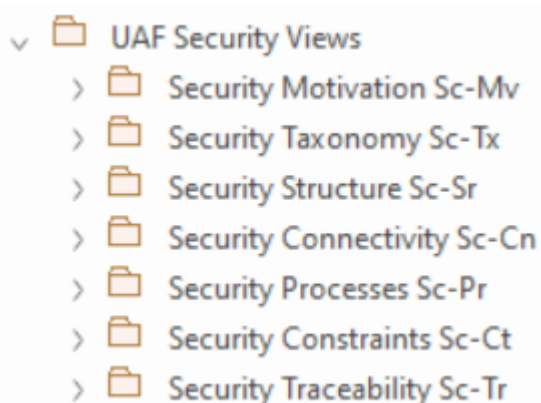 UAF Security Views
Security Motivation Sc-Mv
Security Taxonomy Sc-Tx
Security Structure Sc-Sr
Security Connectivity Sc-Cn
Security Processes Sc-Pr
Security Constraints Sc-Ct
Security Traceability Sc-Tr